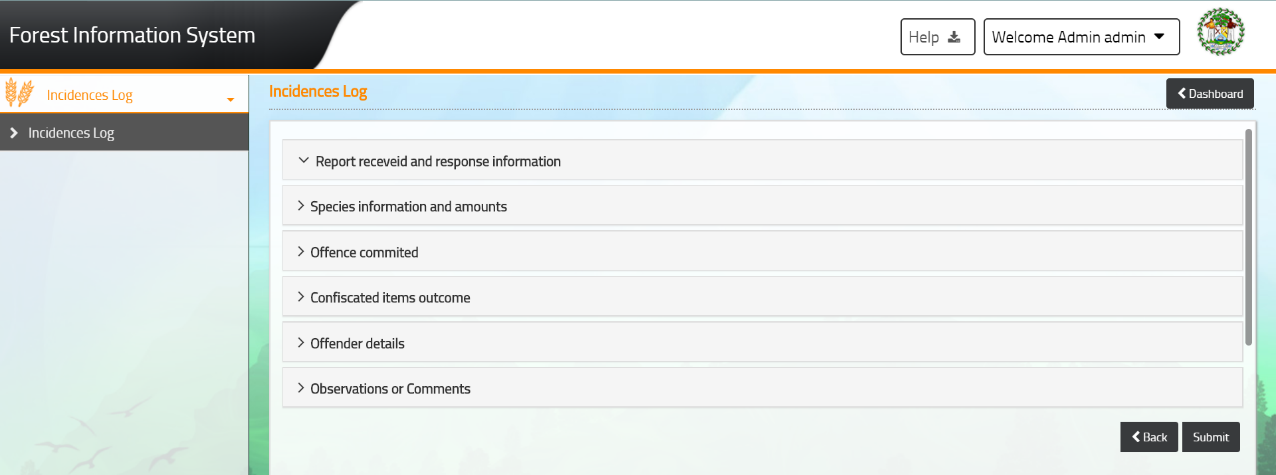 Forest Information System
Help
Welcome Admin admin
Incidences Log
Incidences Log
Incidences Log
Dashboard
Report receveid and response information
Species information and amounts
Offence commited
Confiscated items outcome
Offender details
Observations or Comments
Back
Submit